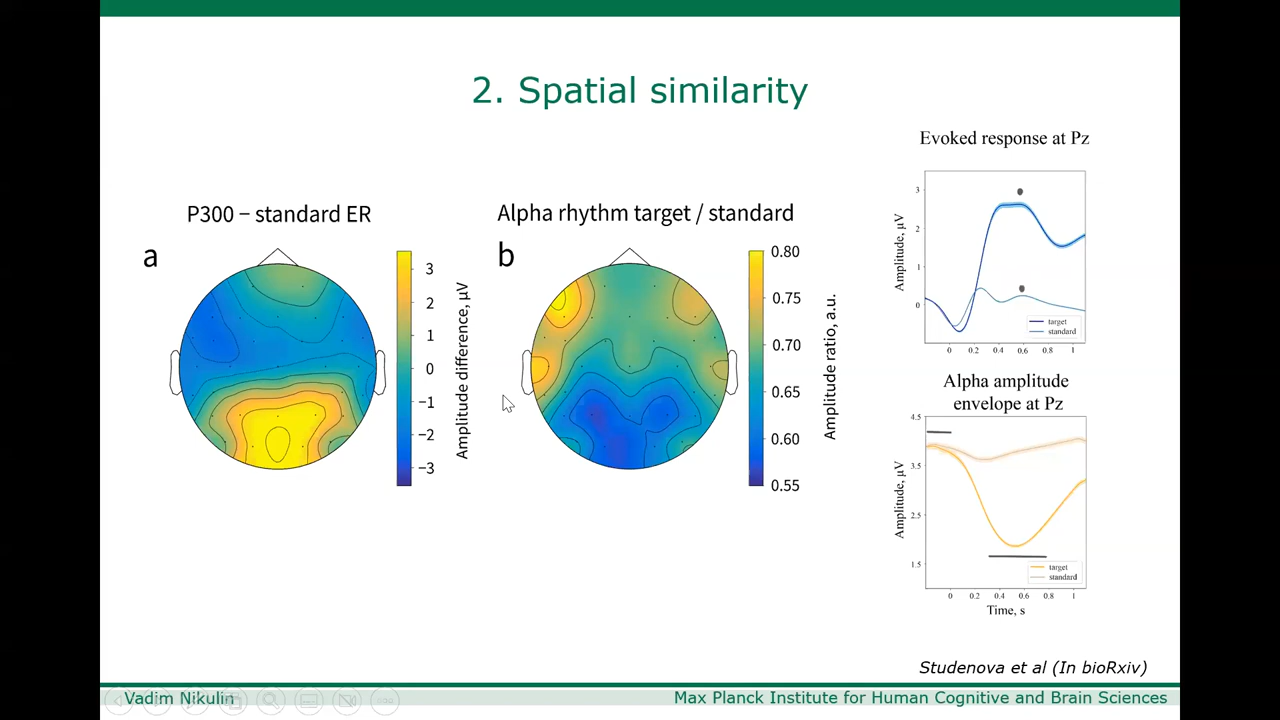 2. Spatial similarity
P300 − standard ER
a
3
2
1
0
−1
−2
−3
Amplitude difference, µV
Alpha rhythm target / standard
b
0.80
0.75
0.70
0.65
0.60
0.55
Amplitude ratio, a.u.
Evoked response at Pz
Amplitude, µV
3
2
1
0
target
standard
0 0.2 0.4 0.6 0.8 1
Alpha amplitude
envelope at Pz
Amplitude, µV
4.5
3.5
2.5
1.5
target
standard
0 0.2 0.4 0.6 0.8 1
Time, s
Studenova et al (In bioRxiv)
Vadim Nikulin
Max Planck Institute for Human Cognitive and Brain Sciences